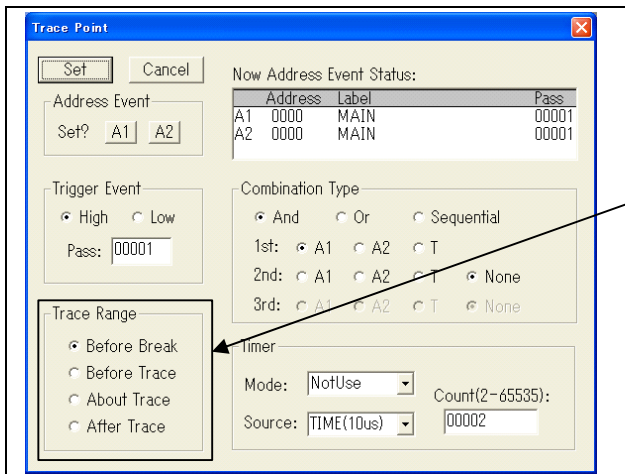 Trace Point
Set Cancel
Address Event
Set? A1 A2
Now Address Event Status:
Address Label Pass
A1 0000 MAIN 00001
A2 0000 MAIN 00001
Trigger Event
High Low
Pass: 00001
Combination Type
And Or Sequential
1st: A1 A2 T
2nd: A1 A2 T None
3rd: A1 A2 T None
Trace Range
Before Break
Before Trace
About Trace
After Trace
Timer
Mode: NotUse
Count(2-65535):
Source: TIME(10us) 00002